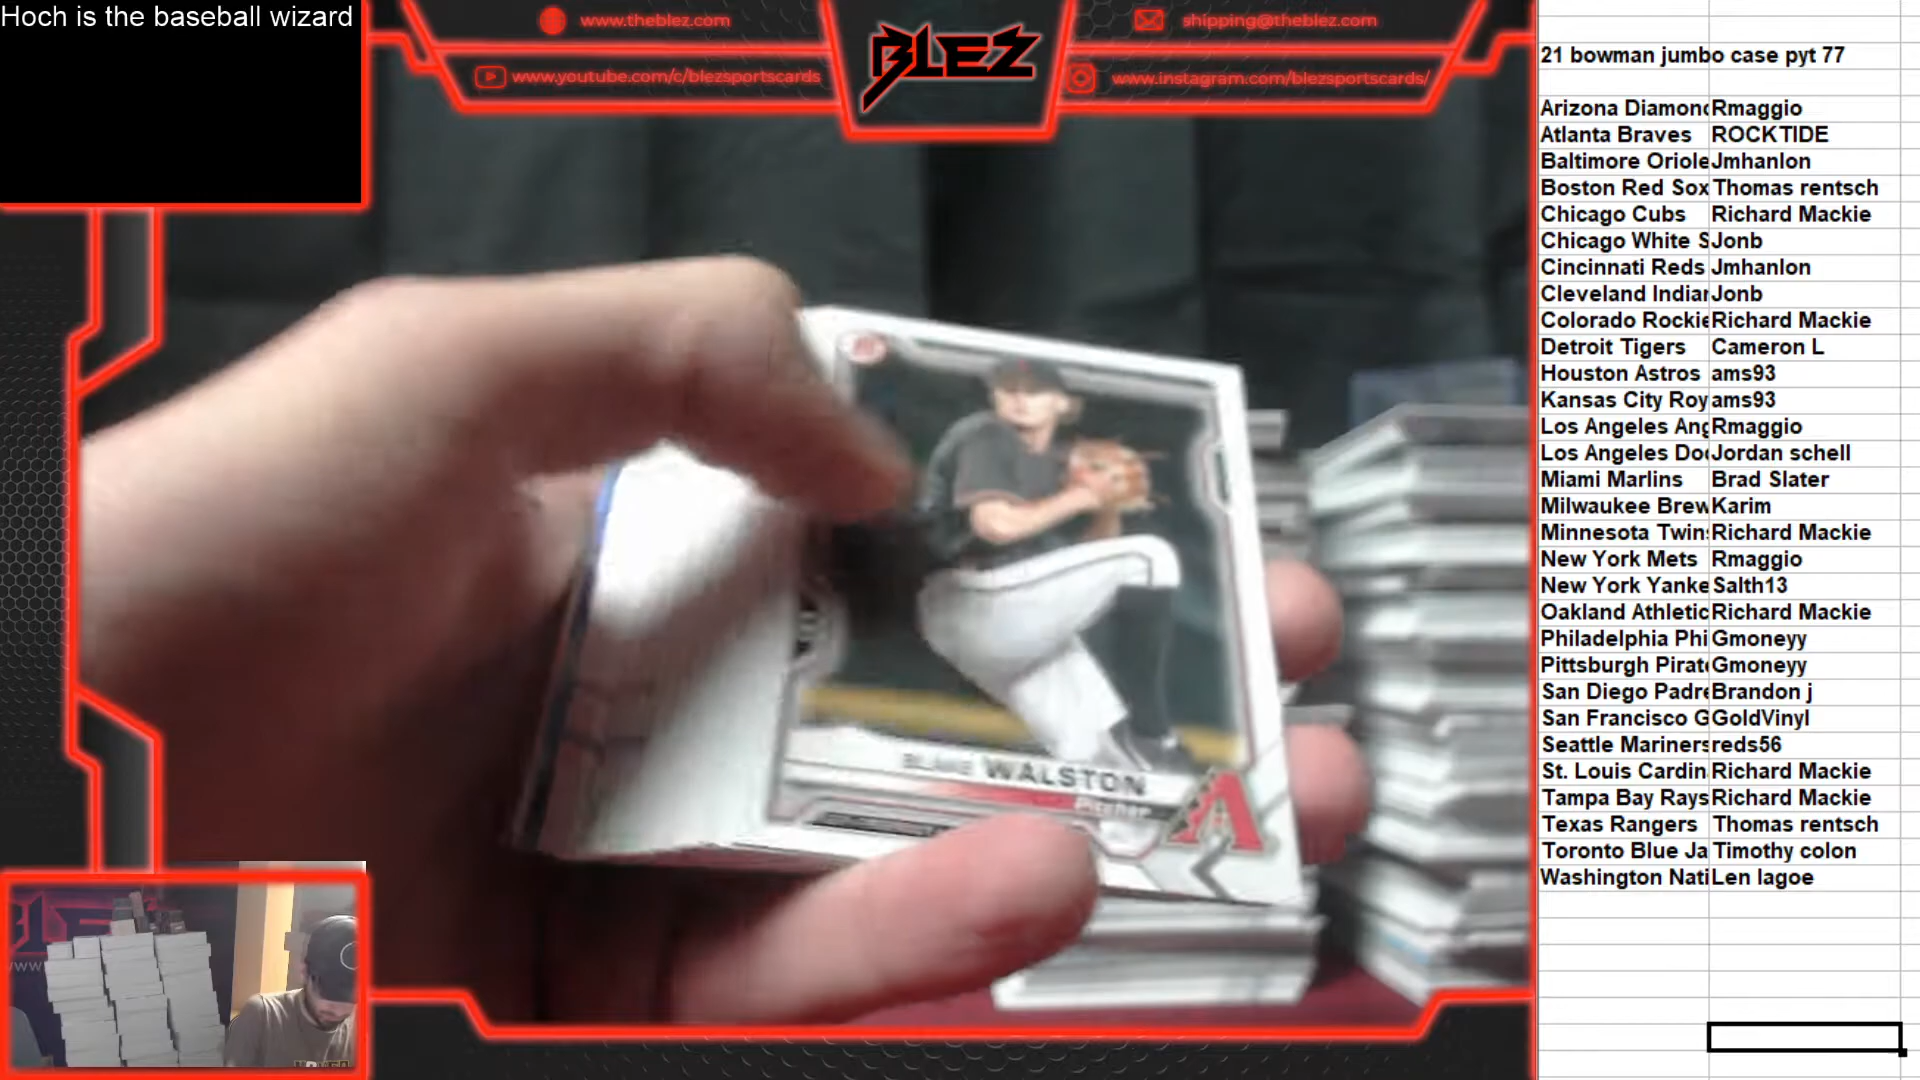 Hoch is the baseball wizard
www.theblez.com
shipping@theblez.com
BLEZ
www.youtube.com/c/blezsportscards
www.instagram.com/blezsportscards/
21 bowman jumbo case pyt 77
Arizona Diamond Rmaggio
Atlanta Braves ROCKTIDE
Baltimore Oriole Jmhanlon
Boston Red Sox Thomas rentsch
Chicago Cubs Richard Mackie
Chicago White S Jonb
Cincinnati Reds Jmhanlon
Cleveland Indian Jonb
Colorado Rockie Richard Mackie
Detroit Tigers Cameron L
Houston Astros ams93
Kansas City Roy ams93
Los Angeles Ang Rmaggio
Los Angeles Dod Jordan schell
Miami Marlins Brad Slater
Milwaukee Brew Karim
Minnesota Twins Richard Mackie
New York Mets Rmaggio
New York Yanke Salth13
Oakland Athletic Richard Mackie
Philadelphia Phi Gmoneyy
Pittsburgh Pirate Gmoneyy
San Diego Padre Brandon j
San Francisco G GoldVinyl
Seattle Mariners reds56
St. Louis Cardin Richard Mackie
Tampa Bay Rays Richard Mackie
Texas Rangers Thomas rentsch
Toronto Blue Ja Timothy colon
Washington Nati Len lagoe
BLAKE WALSTON
Pitcher